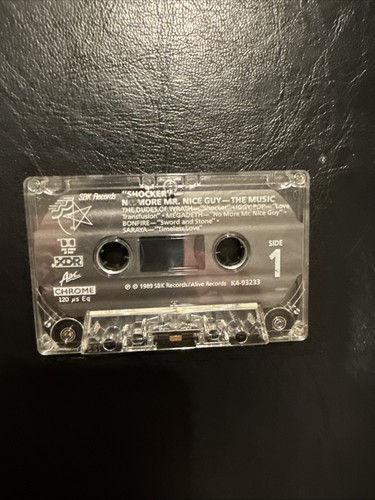 SBK Records
"SHOCKER"
NO MORE MR. NICE GUY—THE MUSIC
THE DUDES OF WRATH—"Shocker" • IGGY POP—"Love
Transfusion" • MEGADETH—"No More Mr. Nice Guy" •
BONFIRE—"Sword and Stone" •
SARAYA—"Timeless Love"
SIDE
1
XDR
CHROME
120 µs Eq
℗ © 1989 SBK Records/Alive Records K4-93233